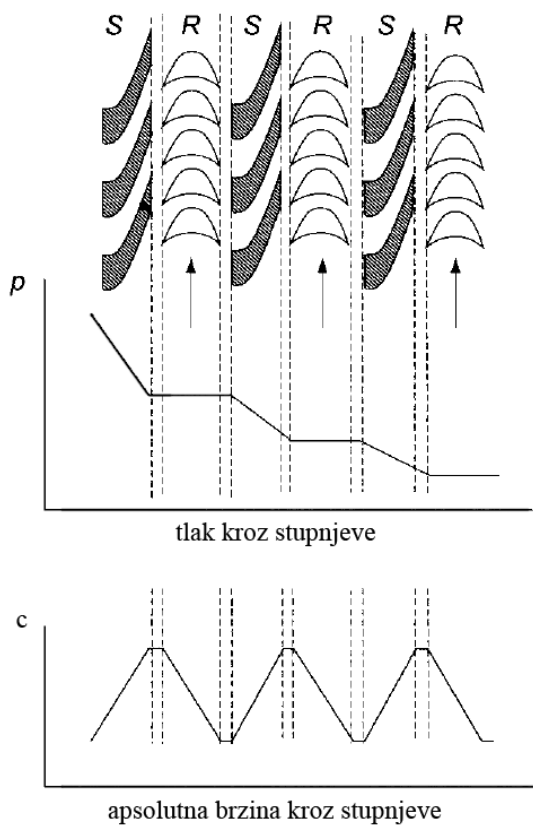 S R S R S R
p
tlak kroz stupnjeve
c
apsolutna brzina kroz stupnjeve